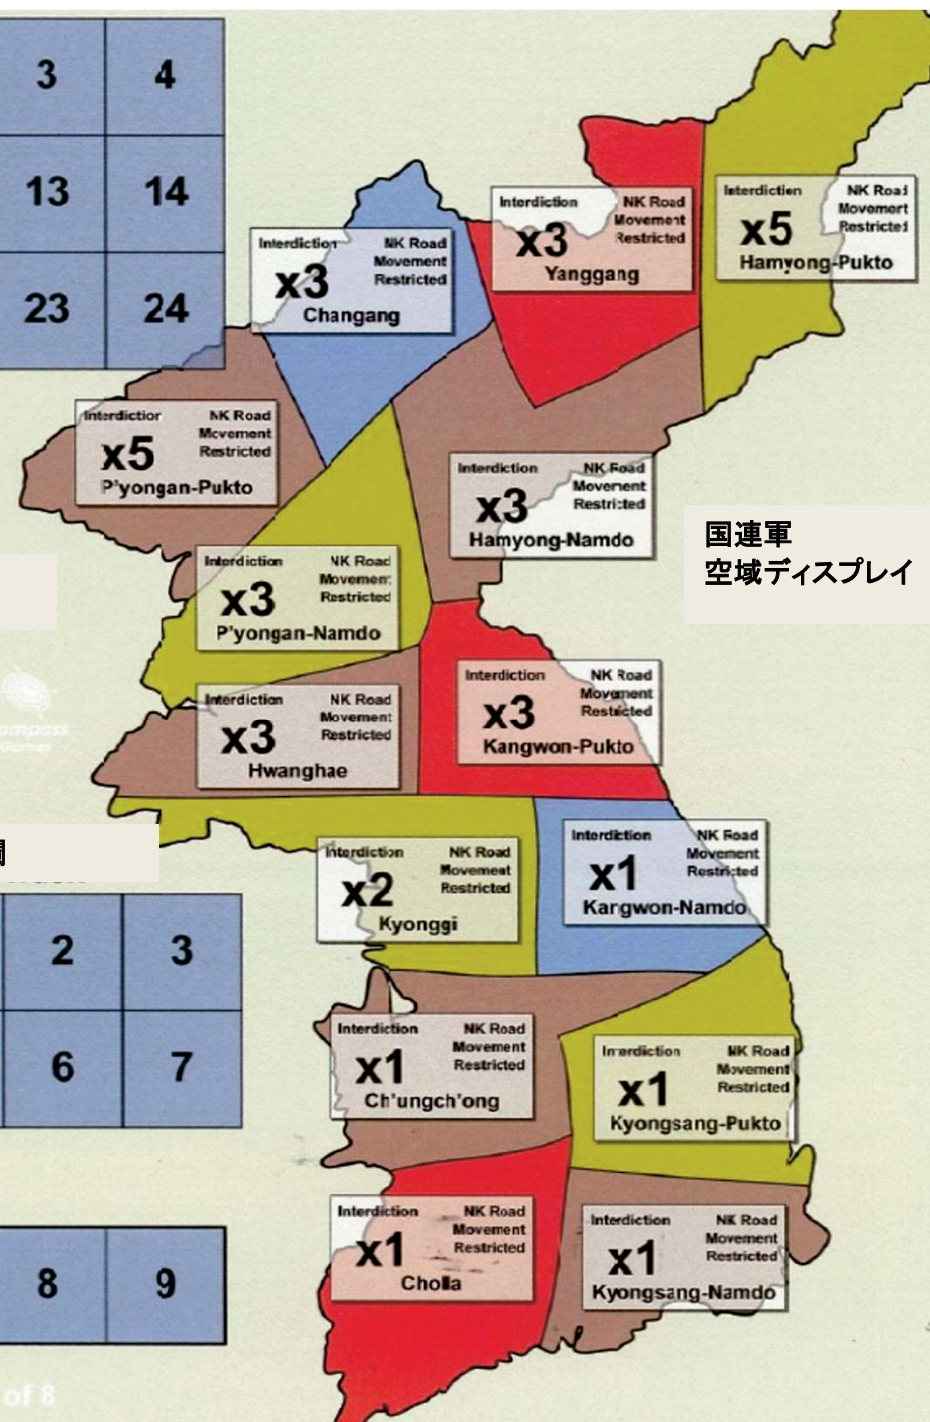 3 4
13 14
23 24
Interdiction NK Road
Movement
Restricted
x5
Hamyong-Pukto
Interdiction NK Road
Movement
Restricted
x3
Yanggang
Interdiction NK Road
Movement
Restricted
x3
Changang
Interdiction NK Road
Movement
Restricted
x5
P'yongan-Pukto
Interdiction NK Road
Movement
Restricted
x3
Hamyong-Namdo
国連軍
空域ディスプレイ
Interdiction NK Road
Movement
Restricted
x3
P'yongan-Namdo
Interdiction NK Road
Movement
Restricted
x3
Kangwon-Pukto
Interdiction NK Road
Movement
Restricted
x3
Hwanghae
ompass
Games
Interdiction NK Road
Movement
Restricted
x1
Kangwon-Namdo
Interdiction NK Road
Movement
Restricted
x2
Kyonggi
2 3
6 7
Interdiction NK Road
Movement
Restricted
x1
Ch'ungch'ong
Interdiction NK Road
Movement
Restricted
x1
Kyongsang-Pukto
Interdiction NK Road
Movement
Restricted
x1
Cholla
Interdiction NK Road
Movement
Restricted
x1
Kyongsang-Namdo
8 9
of 8